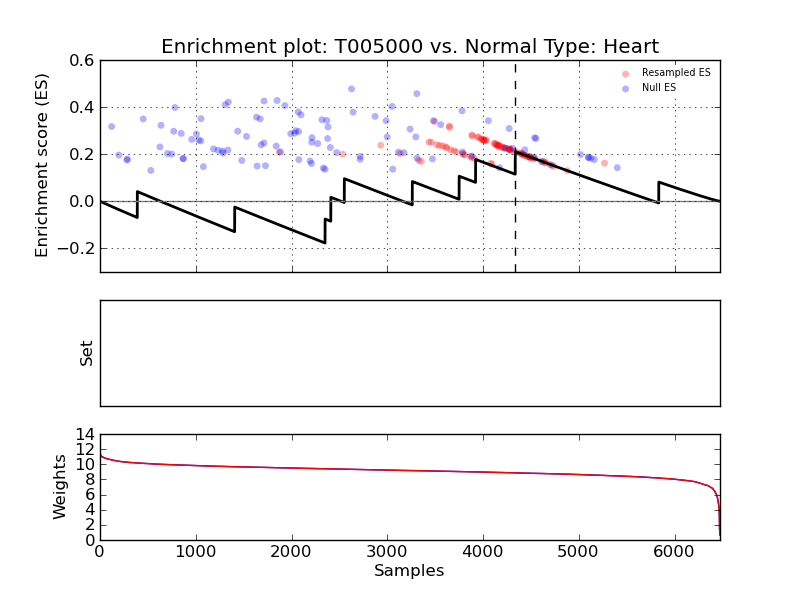 Enrichment plot: T005000 vs. Normal Type: Heart
Enrichment score (ES)
0.6
0.4
0.2
0.0
−0.2
Resampled ES
Null ES
Set
Weights
14
12
10
8
6
4
2
0
0 1000 2000 3000 4000 5000 6000
Samples